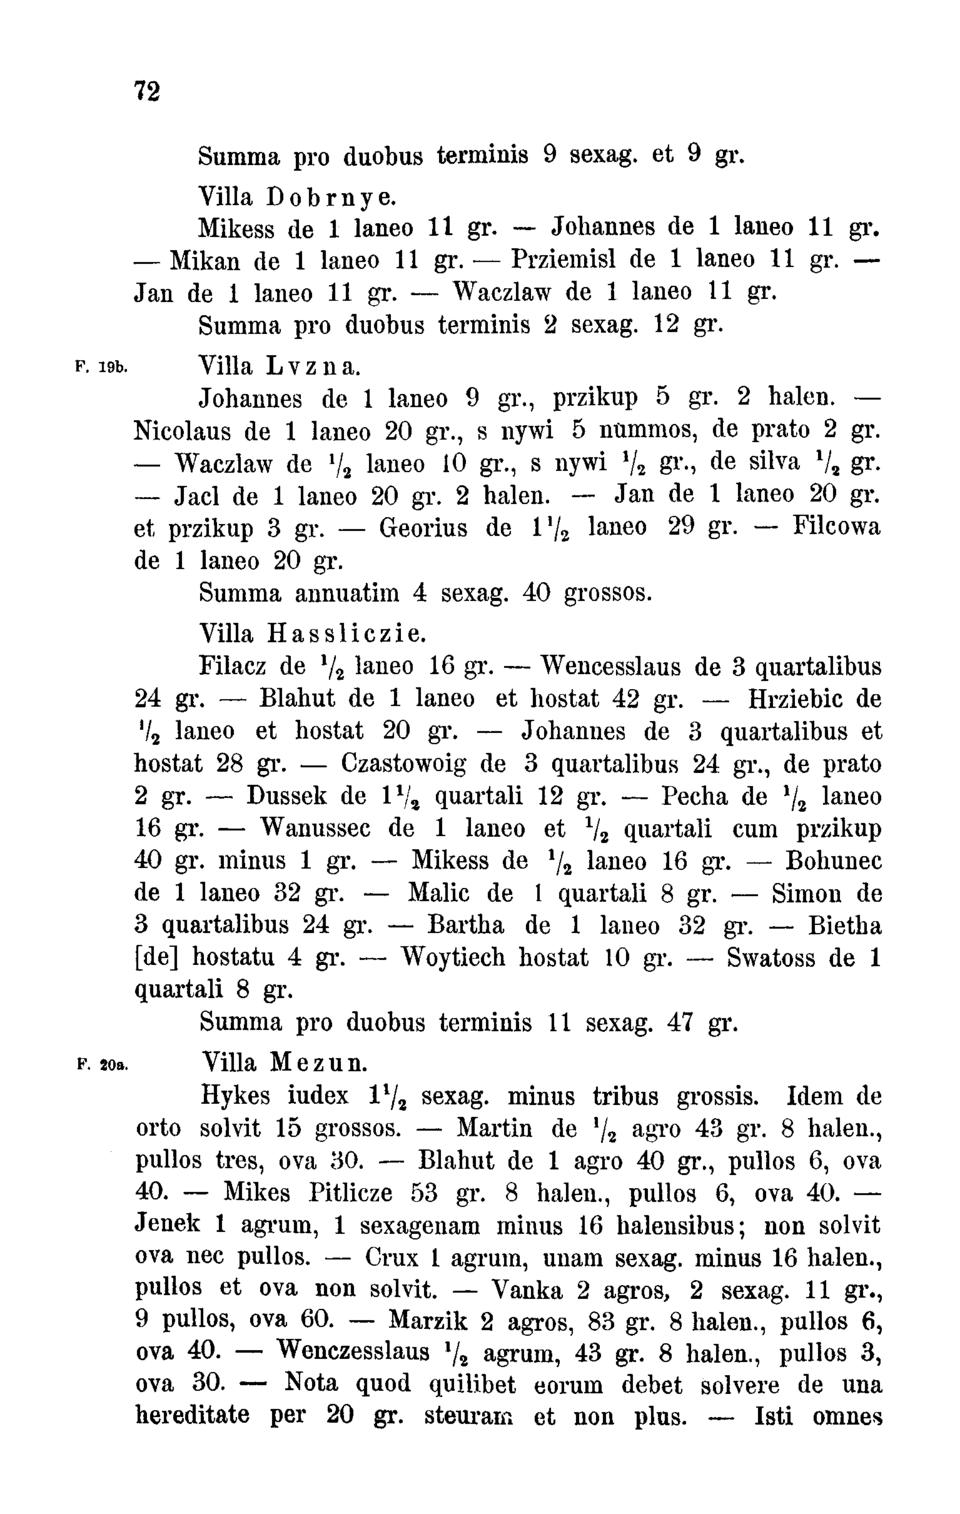 72
Summa pro duobus terminis 9 sexag. et 9 gr.
Villa Dobrnye.
Mikess de 1 laneo 11 gr. — Johannes de 1 laneo 11 gr.
— Mikan de 1 laneo 11 gr. — Prziemisl de 1 laneo 11 gr. —
Jan de 1 laneo 11 gr. — Waczlaw de 1 laneo 11 gr.
Summa pro duobus terminis 2 sexag. 12 gr.
F. 19b. Villa Lvzna.
Johannes de 1 laneo 9 gr., przikup 5 gr. 2 halen. —
Nicolaus de 1 laneo 20 gr., s nywi 5 nummos, de prato 2 gr.
— Waczlaw de 1/2 laneo 10 gr., s nywi 1/2 gr., de silva 1/2 gr.
— Jacl de 1 laneo 20 gr. 2 halen. — Jan de 1 laneo 20 gr.
et przikup 3 gr. — Georius de 1 1/2 laneo 29 gr. — Filcowa
de 1 laneo 20 gr.
Summa annuatim 4 sexag. 40 grossos.
Villa Hassliczie.
Filacz de 1/2 laneo 16 gr. — Wencesslaus de 3 quartalibus
24 gr. — Blahut de 1 laneo et hostat 42 gr. — Hrziebic de
1/2 laneo et hostat 20 gr. — Johannes de 3 quartalibus et
hostat 28 gr. — Czastowoig de 3 quartalibus 24 gr., de prato
2 gr. — Dussek de 1 1/2 quartali 12 gr. — Pecha de 1/2 laneo
16 gr. — Wanussec de 1 laneo et 1/2 quartali cum przikup
40 gr. minus 1 gr. — Mikess de 1/2 laneo 16 gr. — Bohunec
de 1 laneo 32 gr. — Malic de 1 quartali 8 gr. — Simon de
3 quartalibus 24 gr. — Bartha de 1 laneo 32 gr. — Bietha
[de] hostatu 4 gr. — Woytiech hostat 10 gr. — Swatoss de 1
quartali 8 gr.
Summa pro duobus terminis 11 sexag. 47 gr.
F. 20a. Villa Mezun.
Hykes iudex 1 1/2 sexag. minus tribus grossis. Idem de
orto solvit 15 grossos. — Martin de 1/2 agro 43 gr. 8 halen.,
pullos tres, ova 30. — Blahut de 1 agro 40 gr., pullos 6, ova
40. — Mikes Pitlicze 53 gr. 8 halen., pullos 6, ova 40. —
Jenek 1 agrum, 1 sexagenam minus 16 halensibus; non solvit
ova nec pullos. — Crux 1 agrum, unam sexag. minus 16 halen.,
pullos et ova non solvit. — Vanka 2 agros, 2 sexag. 11 gr.,
9 pullos, ova 60. — Marzik 2 agros, 83 gr. 8 halen., pullos 6,
ova 40. — Wenczesslaus 1/2 agrum, 43 gr. 8 halen., pullos 3,
ova 30. — Nota quod quilibet eorum debet solvere de una
hereditate per 20 gr. steuram et non plus. — Isti omnes